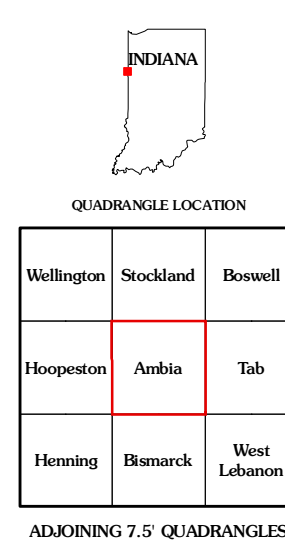 INDIANA
QUADRANGLE LOCATION
Wellington Stockland Boswell
Hoopeston Ambia Tab
Henning Bismarck West
Lebanon
ADJOINING 7.5' QUADRANGLES